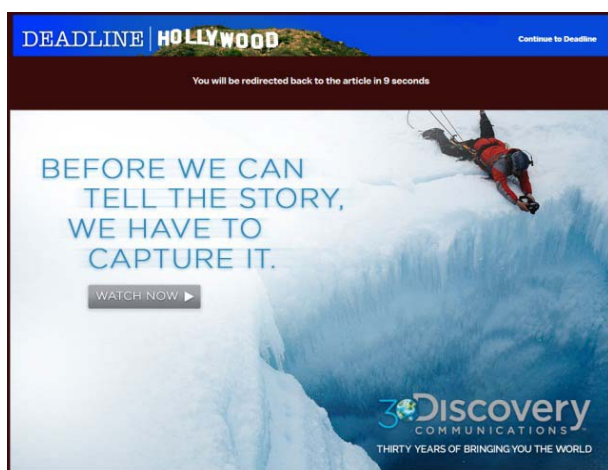 DEADLINE | HOLLYWOOD
Continue to Deadline
You will be redirected back to the article in 9 seconds
BEFORE WE CAN
TELL THE STORY,
WE HAVE TO
CAPTURE IT.
WATCH NOW
30 Discovery
COMMUNICATIONS™
THIRTY YEARS OF BRINGING YOU THE WORLD